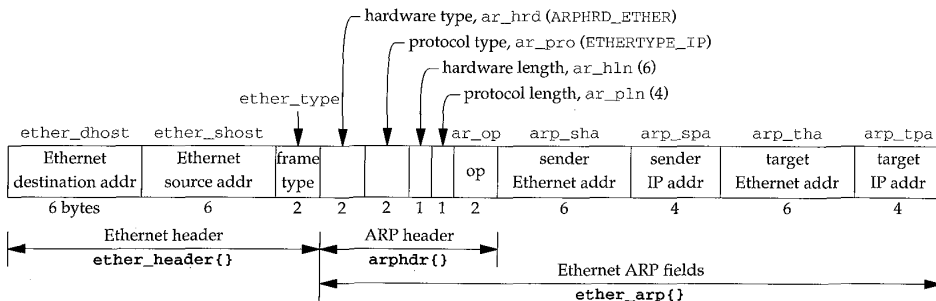 hardware type, ar_hrd (ARPHRD_ETHER)
protocol type, ar_pro (ETHERTYPE_IP)
hardware length, ar_hln (6)
protocol length, ar_pln (4)
ether_type
ether_dhost ether_shost ar_op arp_sha arp_spa arp_tha arp_tpa
Ethernet Ethernet frame sender sender target target
destination addr source addr type op Ethernet addr IP addr Ethernet addr IP addr
6 bytes 6 2 2 2 1 1 2 6 4 6 4
Ethernet header ARP header
ether_header{} arphdr{}
Ethernet ARP fields
ether_arp{}